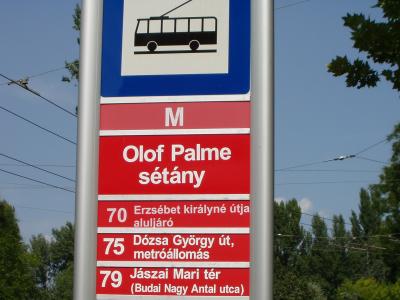 M
Olof Palme
sétány
70 Erzsébet királyné útja
aluljáró
75 Dózsa György út,
metróállomás
79 Jászai Mari tér
(Budai Nagy Antal utca)